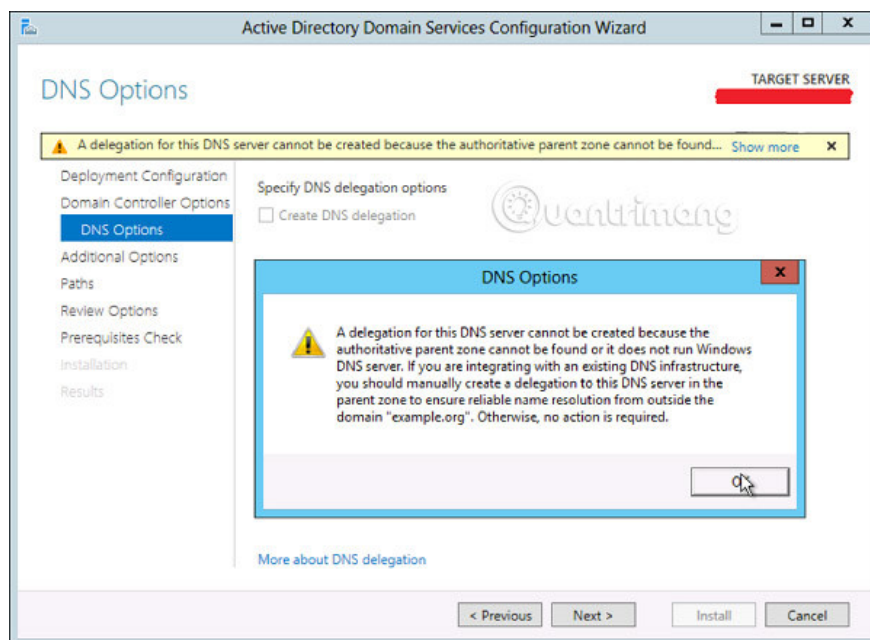 Active Directory Domain Services Configuration Wizard
DNS Options
TARGET SERVER
A delegation for this DNS server cannot be created because the authoritative parent zone cannot be found... Show more
Deployment Configuration
Domain Controller Options
DNS Options
Additional Options
Paths
Review Options
Prerequisites Check
Installation
Results
Specify DNS delegation options
Create DNS delegation
Quantrimang
DNS Options
A delegation for this DNS server cannot be created because the
authoritative parent zone cannot be found or it does not run Windows
DNS server. If you are integrating with an existing DNS infrastructure,
you should manually create a delegation to this DNS server in the
parent zone to ensure reliable name resolution from outside the
domain "example.org". Otherwise, no action is required.
More about DNS delegation
< Previous
Next >
Install
Cancel